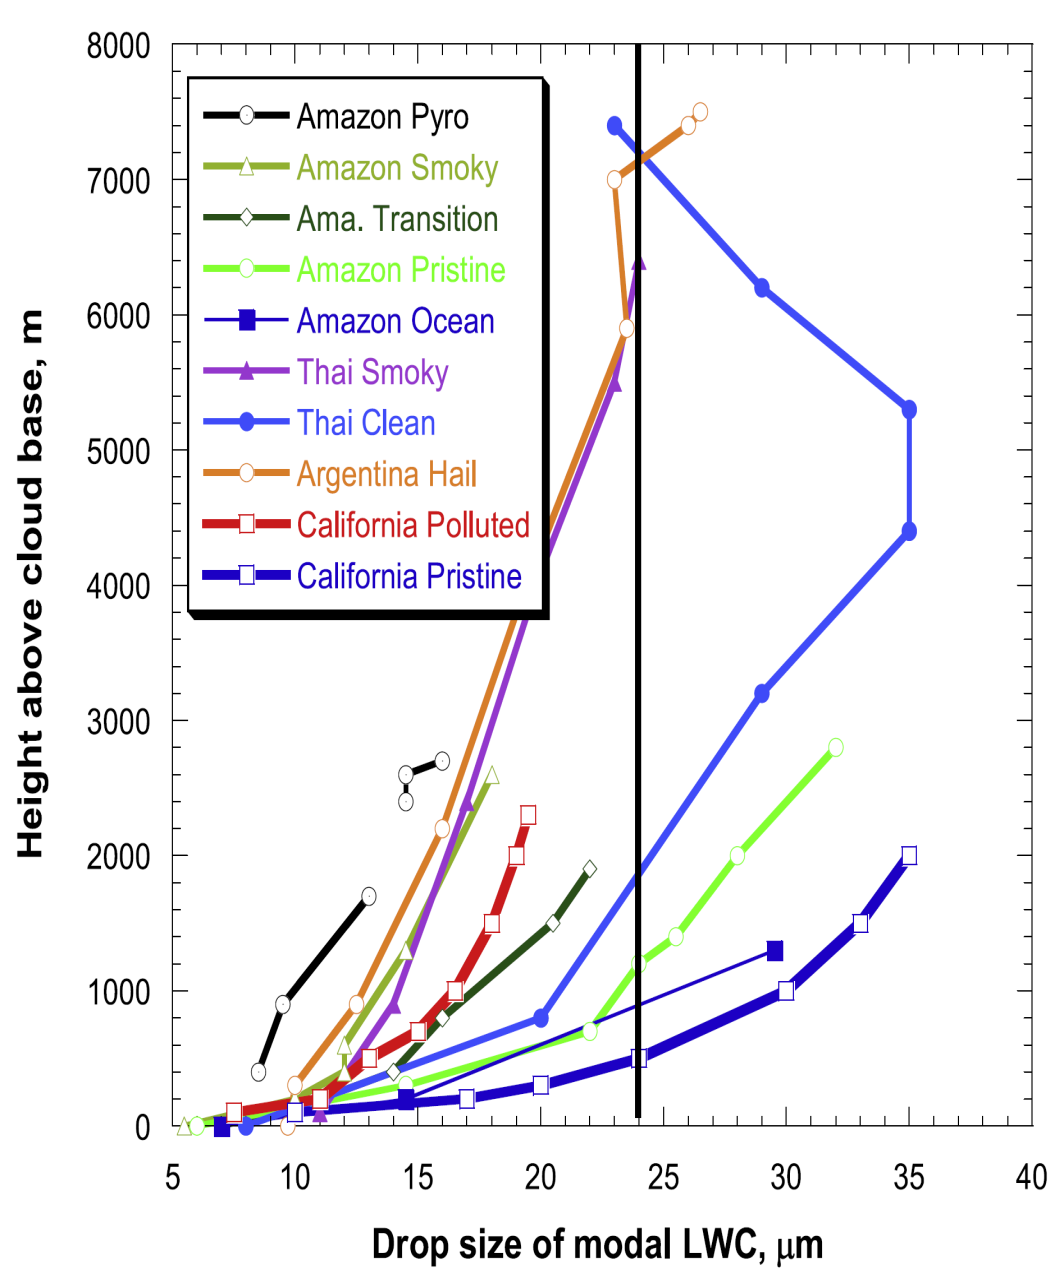 8000
7000
6000
5000
4000
3000
2000
1000
0
Height above cloud base, m
Amazon Pyro
Amazon Smoky
Ama. Transition
Amazon Pristine
Amazon Ocean
Thai Smoky
Thai Clean
Argentina Hail
California Polluted
California Pristine
5 10 15 20 25 30 35 40
Drop size of modal LWC, μm